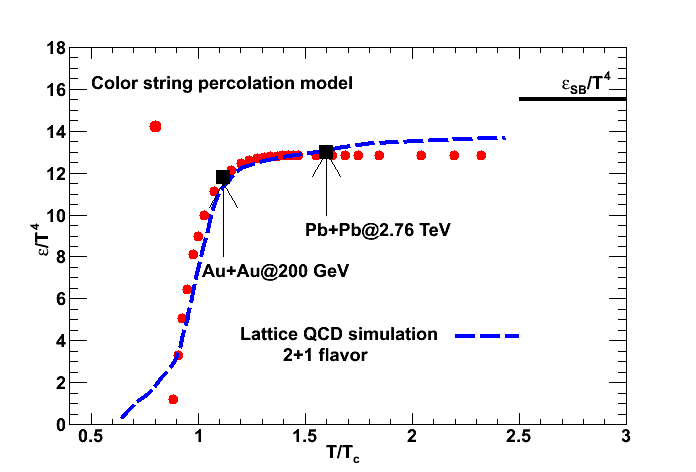 18
16
14
12
10
8
6
4
2
0
ε/T⁴
Color string percolation model
ε_SB/T⁴
Pb+Pb@2.76 TeV
Au+Au@200 GeV
Lattice QCD simulation
2+1 flavor
0.5 1 1.5 2 2.5 3
T/T_c